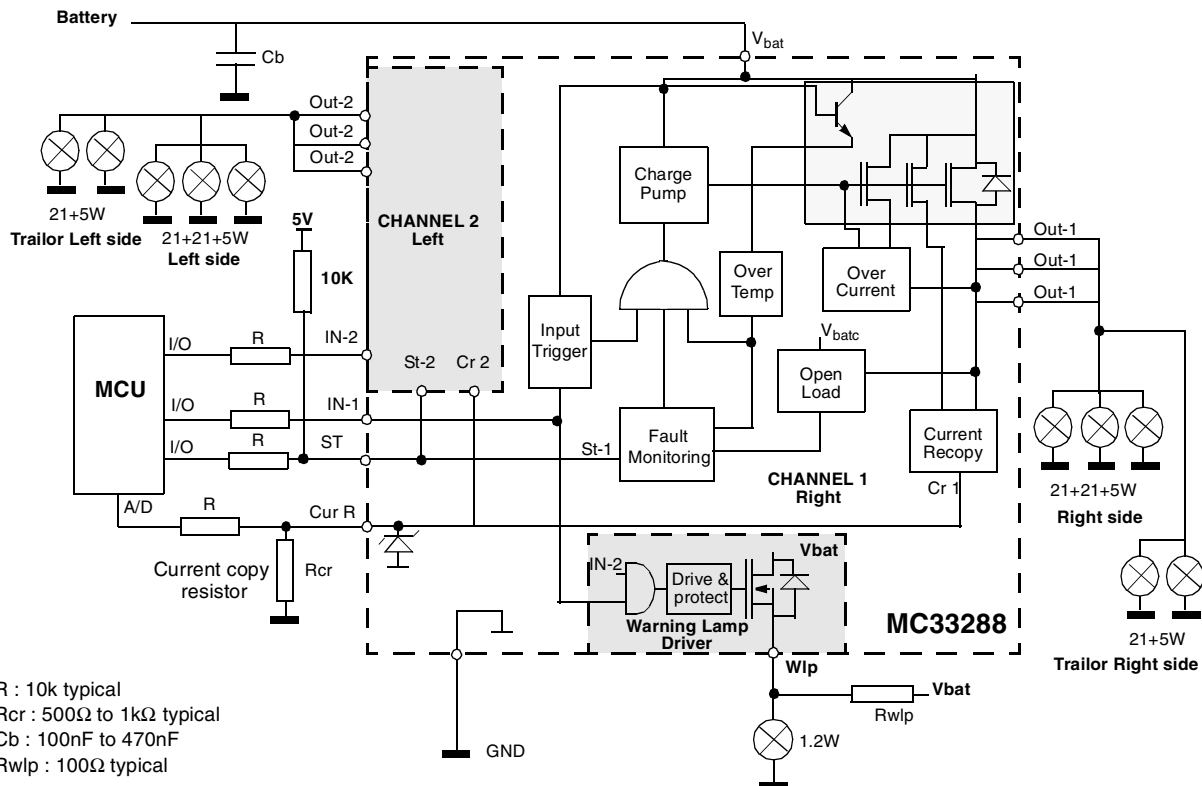 Battery
Cb
Vbat
Out-2
Out-2
Out-2
CHANNEL 2
Left
Charge
Pump
21+5W
Trailor Left side
21+21+5W
Left side
5V
10K
Over
Temp
Over
Current
Out-1
Out-1
Out-1
Input
Trigger
Vbatc
Open
Load
MCU
I/O
R
IN-2
St-2
Cr 2
I/O
R
IN-1
I/O
R
ST
St-1
Fault
Monitoring
Current
Recopy
Cr 1
CHANNEL 1
Right
21+21+5W
Right side
A/D
R
Cur R
Current copy
resistor
Rcr
IN-2
Drive &
protect
Vbat
Warning Lamp
Driver
MC33288
21+5W
Trailor Right side
Wlp
Rwlp
Vbat
1.2W
GND
R : 10k typical
Rcr : 500Ω to 1kΩ typical
Cb : 100nF to 470nF
Rwlp : 100Ω typical